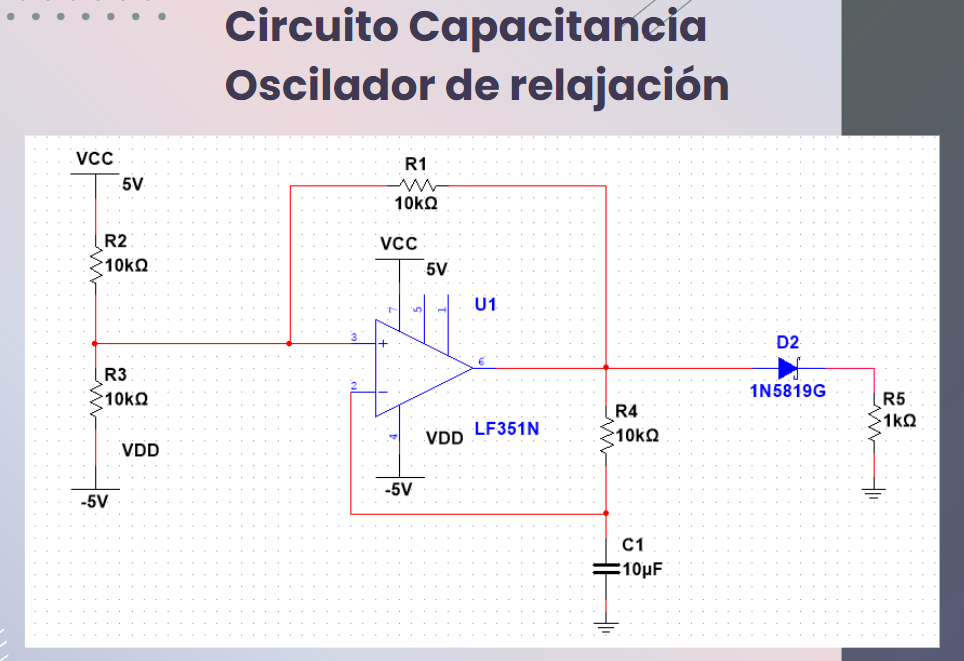 Circuito Capacitancia
Oscilador de relajación
VCC
5V
R1
10kΩ
R2
10kΩ
VCC
5V
7
5
1
U1
3
+
6
2
−
4
VDD
LF351N
-5V
R3
10kΩ
VDD
-5V
D2
1N5819G
R4
10kΩ
R5
1kΩ
C1
10µF